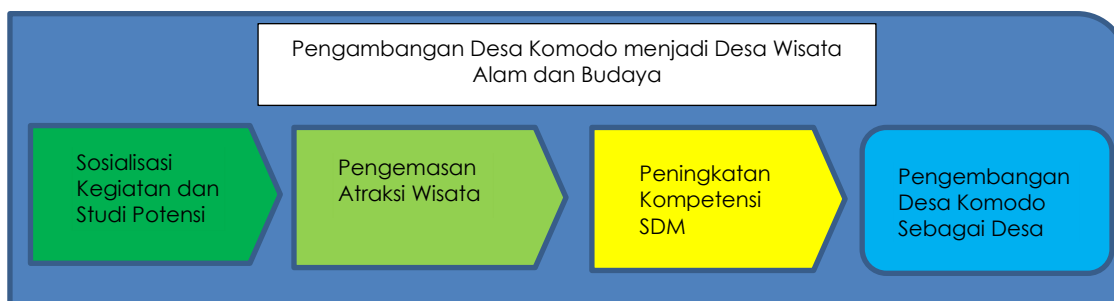 Pengambangan Desa Komodo menjadi Desa Wisata
Alam dan Budaya
Sosialisasi
Kegiatan dan
Studi Potensi
Pengemasan
Atraksi Wisata
Peningkatan
Kompetensi
SDM
Pengembangan
Desa Komodo
Sebagai Desa